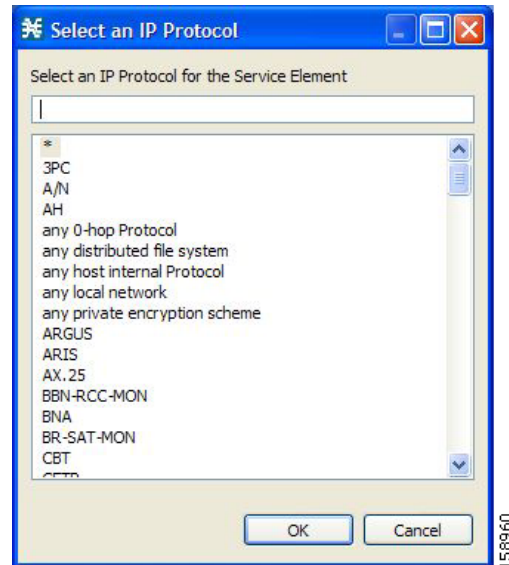 Select an IP Protocol
Select an IP Protocol for the Service Element
*
3PC
A/N
AH
any 0-hop Protocol
any distributed file system
any host internal Protocol
any local network
any private encryption scheme
ARGUS
ARIS
AX.25
BBN-RCC-MON
BNA
BR-SAT-MON
CBT
OK
Cancel
158960